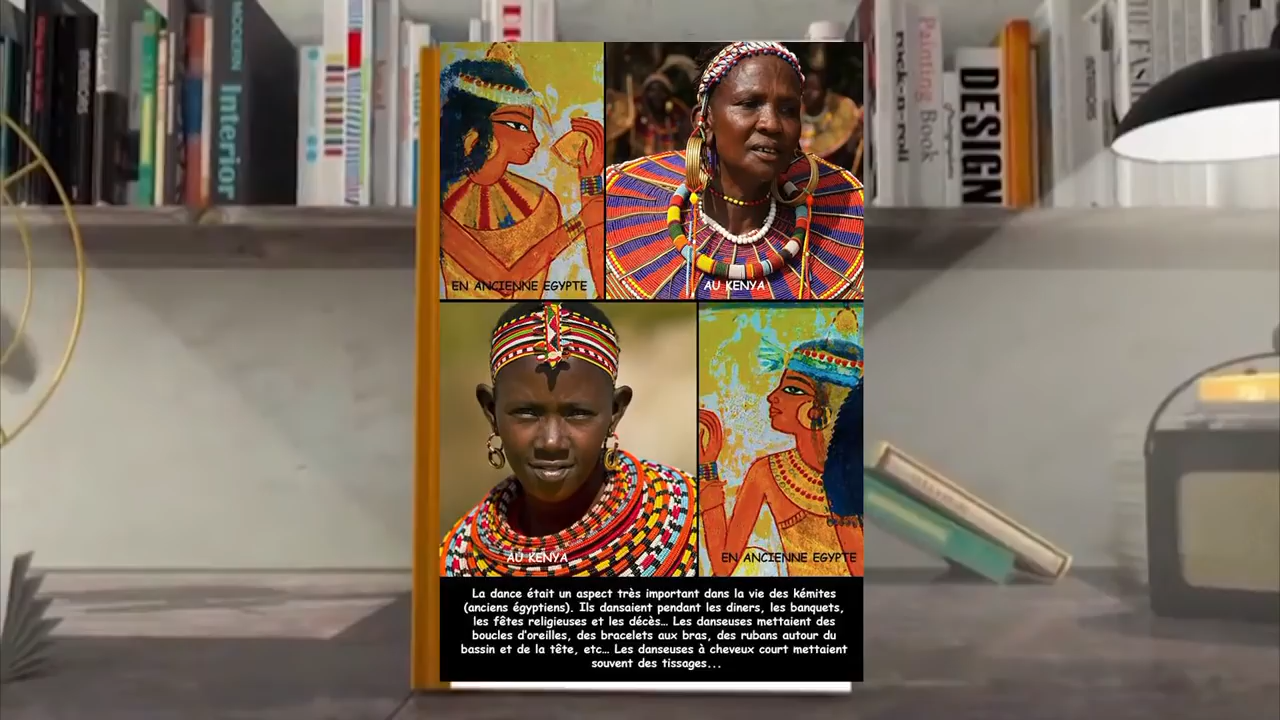 MODERN
Interior
rock-n-roll
Painting Book
DESIGN
EN ANCIENNE EGYPTE
AU KENYA
AU KENYA
EN ANCIENNE EGYPTE
La dance était un aspect très important dans la vie des kémites
(anciens égyptiens). Ils dansaient pendant les diners, les banquets,
les fêtes religieuses et les décès... Les danseuses mettaient des
boucles d'oreilles, des bracelets aux bras, des rubans autour du
bassin et de la tête, etc... Les danseuses à cheveux court mettaient
souvent des tissages...